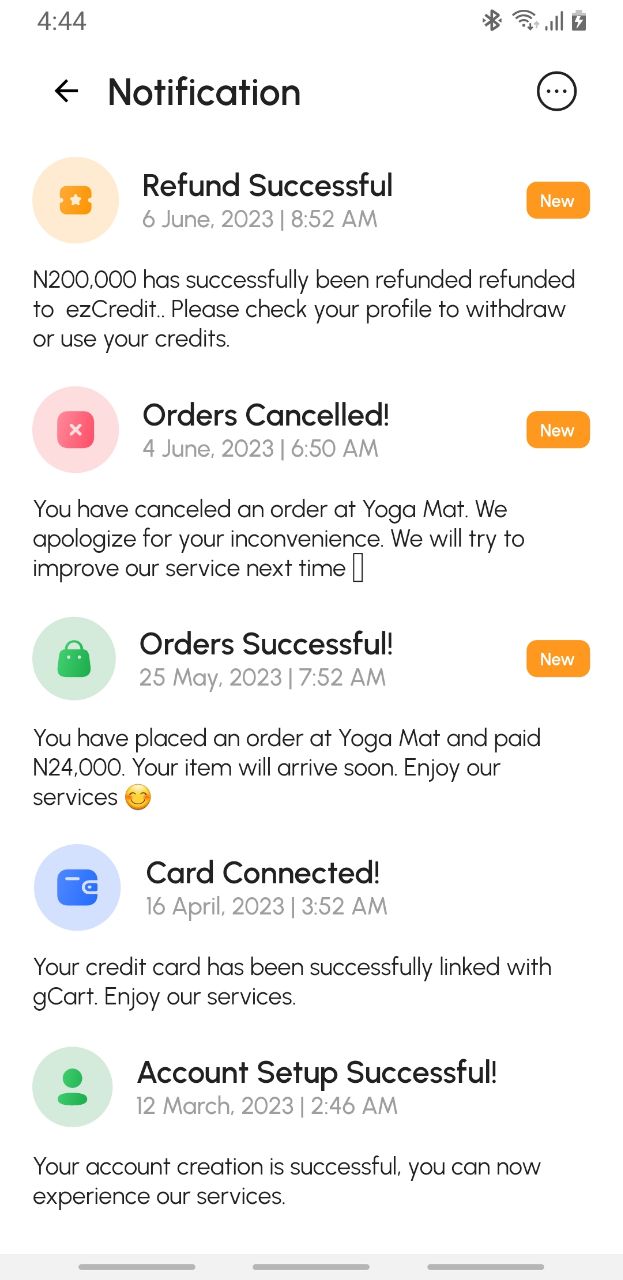 4:44
Notification
Refund Successful
6 June, 2023 | 8:52 AM
New
N200,000 has successfully been refunded refunded
to  ezCredit.. Please check your profile to withdraw
or use your credits.
Orders Cancelled!
4 June, 2023 | 6:50 AM
New
You have canceled an order at Yoga Mat. We
apologize for your inconvenience. We will try to
improve our service next time
Orders Successful!
25 May, 2023 | 7:52 AM
New
You have placed an order at Yoga Mat and paid
N24,000. Your item will arrive soon. Enjoy our
services 😊
Card Connected!
16 April, 2023 | 3:52 AM
Your credit card has been successfully linked with
gCart. Enjoy our services.
Account Setup Successful!
12 March, 2023 | 2:46 AM
Your account creation is successful, you can now
experience our services.